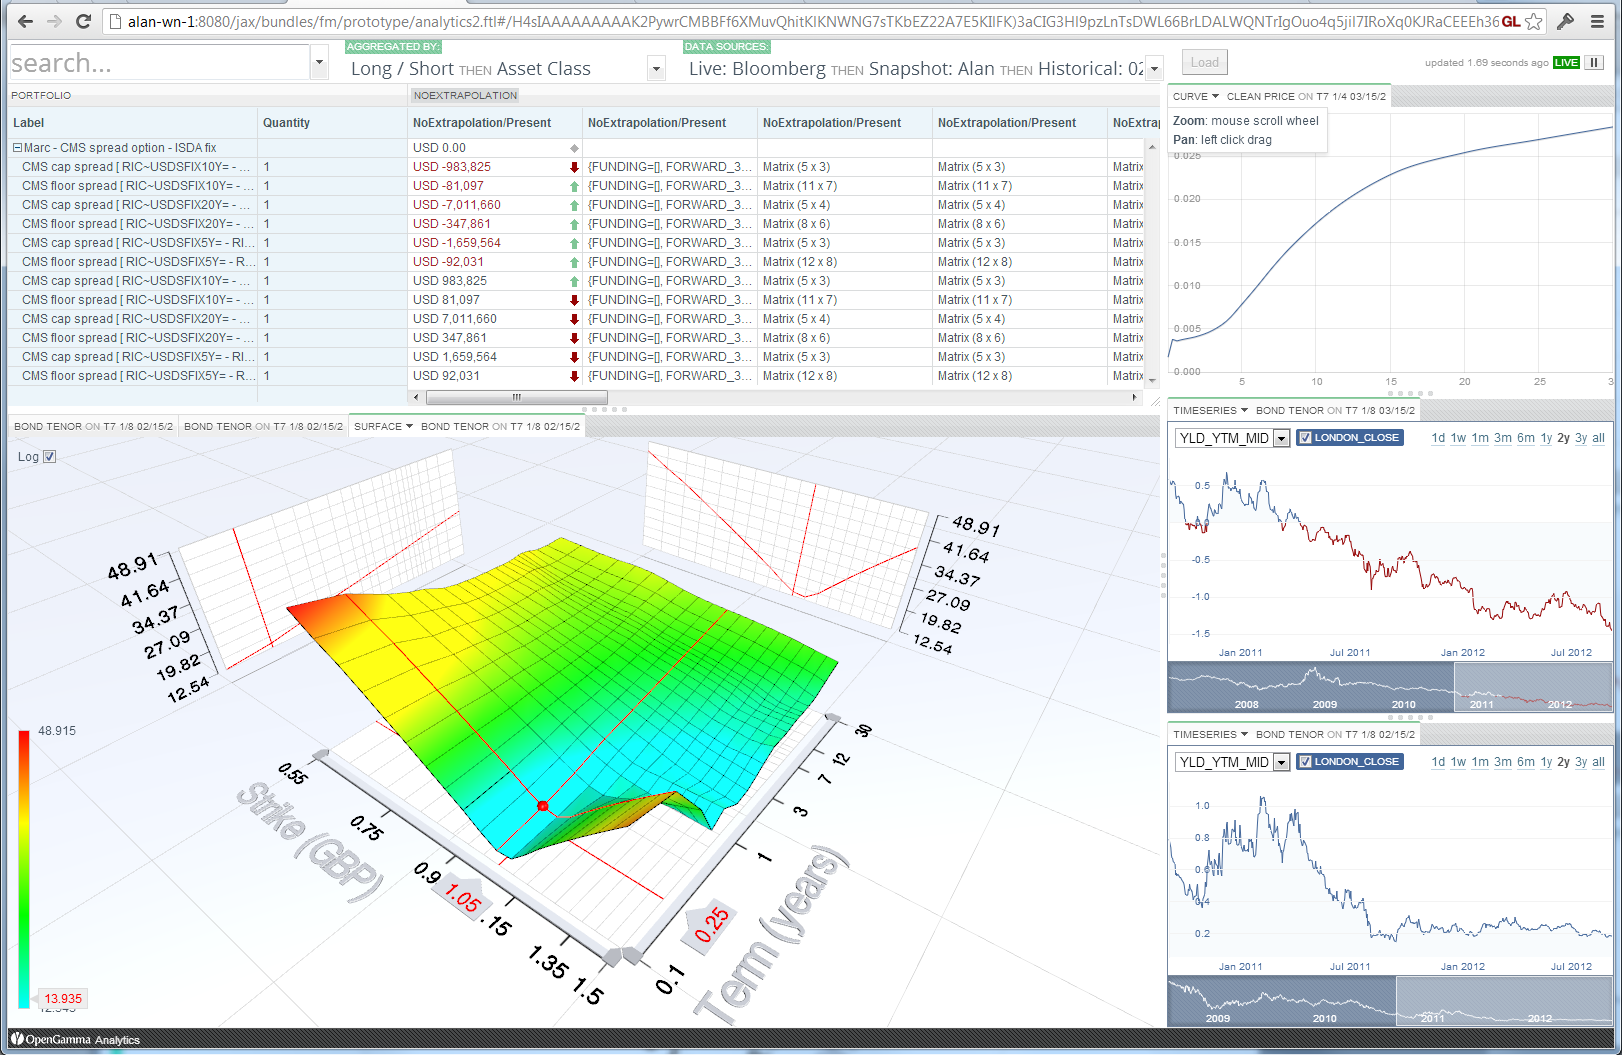 alan-wn-1:8080/jax/bundles/fm/prototype/analytics2.ftl#/H4sIAAAAAAAAAK2PywrCMBBFf6XMuvQhitKIKNWNG7sTKbEZ22A7E5KIlFK)3aCIG3HI9pzLnTsDWL66BrLDALWQNTrIgOuo4q5jiI7IRoXq0KJRaCEEEh36 GL
search...
AGGREGATED BY:
Long / Short THEN Asset Class
DATA SOURCES:
Live: Bloomberg THEN Snapshot: Alan THEN Historical: 02
Load
updated 1.69 seconds ago LIVE
PORTFOLIO
NOEXTRAPOLATION
Label Quantity NoExtrapolation/Present NoExtrapolation/Present NoExtrapolation/Present NoExtrapolation/Present NoExtrap
Marc - CMS spread option - ISDA fix USD 0.00
CMS cap spread [ RIC~USDSFIX10Y= - ... 1 USD -983,825 {FUNDING=[], FORWARD_3... Matrix (5 x 3) Matrix (5 x 3) Matrix
CMS floor spread [ RIC~USDSFIX10Y= - ... 1 USD -81,097 {FUNDING=[], FORWARD_3... Matrix (11 x 7) Matrix (11 x 7) Matrix
CMS cap spread [ RIC~USDSFIX20Y= - ... 1 USD -7,011,660 {FUNDING=[], FORWARD_3... Matrix (5 x 4) Matrix (5 x 4) Matrix
CMS floor spread [ RIC~USDSFIX20Y= - ... 1 USD -347,861 {FUNDING=[], FORWARD_3... Matrix (8 x 6) Matrix (8 x 6) Matrix
CMS cap spread [ RIC~USDSFIX5Y= - RI... 1 USD -1,659,564 {FUNDING=[], FORWARD_3... Matrix (5 x 3) Matrix (5 x 3) Matrix
CMS floor spread [ RIC~USDSFIX5Y= - R... 1 USD -92,031 {FUNDING=[], FORWARD_3... Matrix (12 x 8) Matrix (12 x 8) Matrix
CMS cap spread [ RIC~USDSFIX10Y= - ... 1 USD 983,825 {FUNDING=[], FORWARD_3... Matrix (5 x 3) Matrix (5 x 3) Matrix
CMS floor spread [ RIC~USDSFIX10Y= - ... 1 USD 81,097 {FUNDING=[], FORWARD_3... Matrix (11 x 7) Matrix (11 x 7) Matrix
CMS cap spread [ RIC~USDSFIX20Y= - ... 1 USD 7,011,660 {FUNDING=[], FORWARD_3... Matrix (5 x 4) Matrix (5 x 4) Matrix
CMS floor spread [ RIC~USDSFIX20Y= - ... 1 USD 347,861 {FUNDING=[], FORWARD_3... Matrix (8 x 6) Matrix (8 x 6) Matrix
CMS cap spread [ RIC~USDSFIX5Y= - RI... 1 USD 1,659,564 {FUNDING=[], FORWARD_3... Matrix (5 x 3) Matrix (5 x 3) Matrix
CMS floor spread [ RIC~USDSFIX5Y= - R... 1 USD 92,031 {FUNDING=[], FORWARD_3... Matrix (12 x 8) Matrix (12 x 8) Matrix
CURVE CLEAN PRICE ON T7 1/4 03/15/2
Zoom: mouse scroll wheel
Pan: left click drag
0.025
0.020
0.015
0.010
0.005
0.000
5 10 15 20 25 3
BOND TENOR ON T7 1/8 02/15/2 BOND TENOR ON T7 1/8 02/15/2 SURFACE BOND TENOR ON T7 1/8 02/15/2
Log
48.91
41.64
34.37
27.09
19.82
12.54
48.91
41.64
34.37
27.09
19.82
12.54
48.915
13.935
0.55
0.75
0.9
1.05
.15
1.35
1.5
Strike (GBP)
30
12
7
3
1
0.25
0.1
Term (years)
TIMESERIES BOND TENOR ON T7 1/8 03/15/2
YLD_YTM_MID LONDON_CLOSE 1d 1w 1m 3m 6m 1y 2y 3y all
0.5
0.0
-0.5
-1.0
-1.5
Jan 2011 Jul 2011 Jan 2012 Jul 2012
2008 2009 2010 2011 2012
TIMESERIES BOND TENOR ON T7 1/8 02/15/2
YLD_YTM_MID LONDON_CLOSE 1d 1w 1m 3m 6m 1y 2y 3y all
1.0
0.8
0.6
0.4
0.2
Jan 2011 Jul 2011 Jan 2012 Jul 2012
2009 2010 2011 2012
OpenGamma Analytics